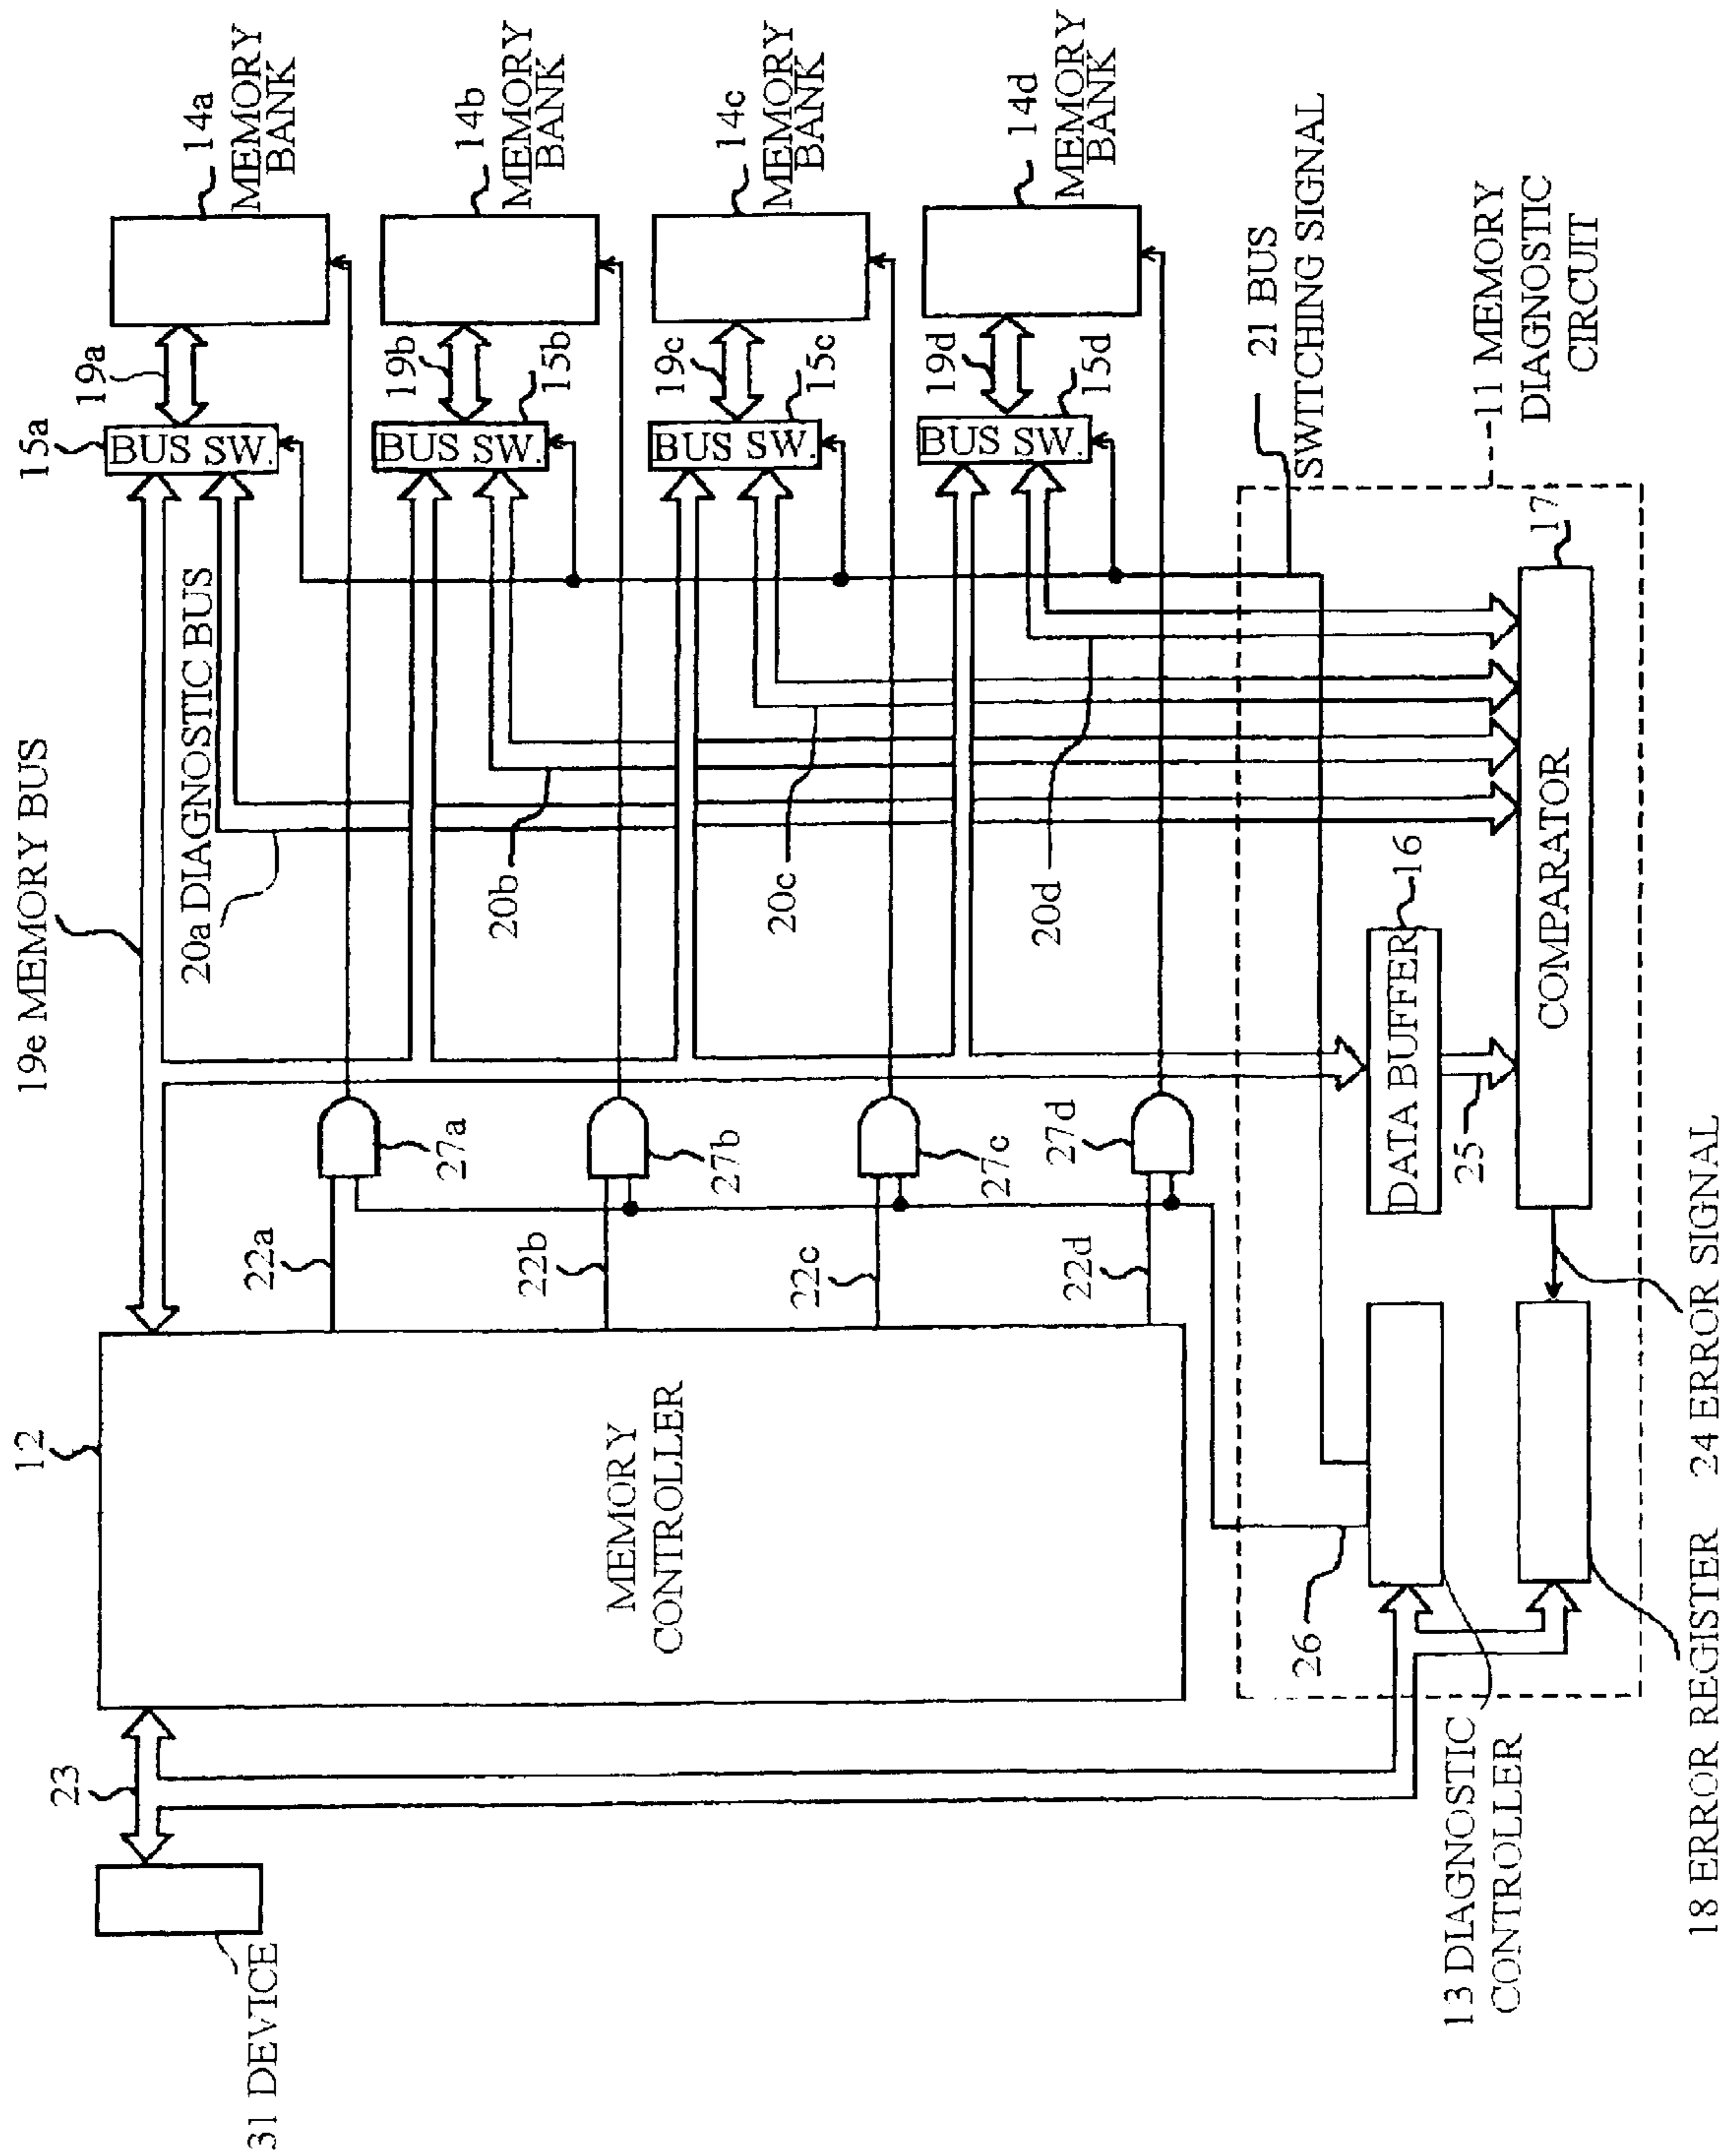 19e MEMORY BUS
15a
19a
14a
MEMORY
BANK
BUS SW.
20a DIAGNOSTIC BUS
12
23
31 DEVICE
22a
27a
19b
15b
14b
MEMORY
BANK
BUS SW.
20b
22b
27b
MEMORY
CONTROLLER
19c
15c
14c
MEMORY
BANK
BUS SW.
20c
22c
27c
19d
15d
14d
MEMORY
BANK
BUS SW.
20d
22d
27d
21 BUS
SWITCHING SIGNAL
11 MEMORY
DIAGNOSTIC
CIRCUIT
26
DATA BUFFER
16
25
COMPARATOR
17
13 DIAGNOSTIC
CONTROLLER
18 ERROR REGISTER
24 ERROR SIGNAL